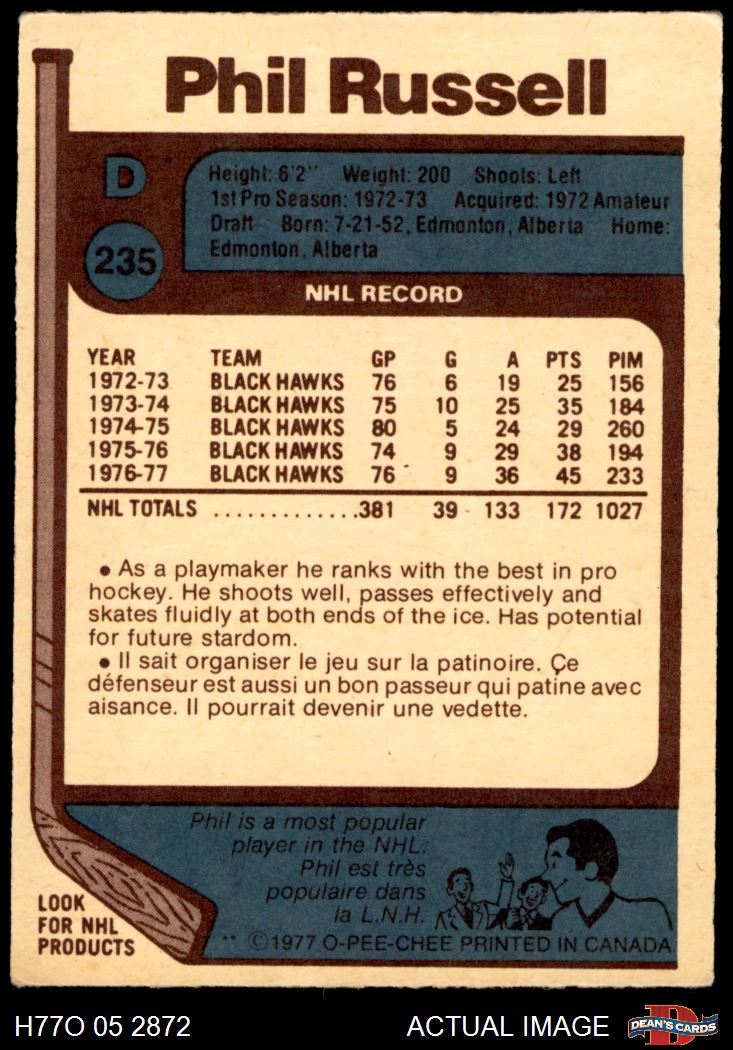 Phil Russell
D
235
Height: 6'2" Weight: 200 Shoots: Left
1st Pro Season: 1972-73 Acquired: 1972 Amateur
Draft Born: 7-21-52, Edmonton, Alberta Home:
Edmonton, Alberta
NHL RECORD
YEAR TEAM GP G A PTS PIM
1972-73 BLACK HAWKS 76 6 19 25 156
1973-74 BLACK HAWKS 75 10 25 35 184
1974-75 BLACK HAWKS 80 5 24 29 260
1975-76 BLACK HAWKS 74 9 29 38 194
1976-77 BLACK HAWKS 76 9 36 45 233
NHL TOTALS .............381 39 133 172 1027
• As a playmaker he ranks with the best in pro
hockey. He shoots well, passes effectively and
skates fluidly at both ends of the ice. Has potential
for future stardom.
• Il sait organiser le jeu sur la patinoire. Çe
défenseur est aussi un bon passeur qui patine avec
aisance. Il pourrait devenir une vedette.
Phil is a most popular
player in the NHL.
Phil est très
populaire dans
la L.N.H.
LOOK
FOR NHL
PRODUCTS
** ©1977 O-PEE-CHEE PRINTED IN CANADA
H77O 05 2872 ACTUAL IMAGE D DEAN'S CARDS